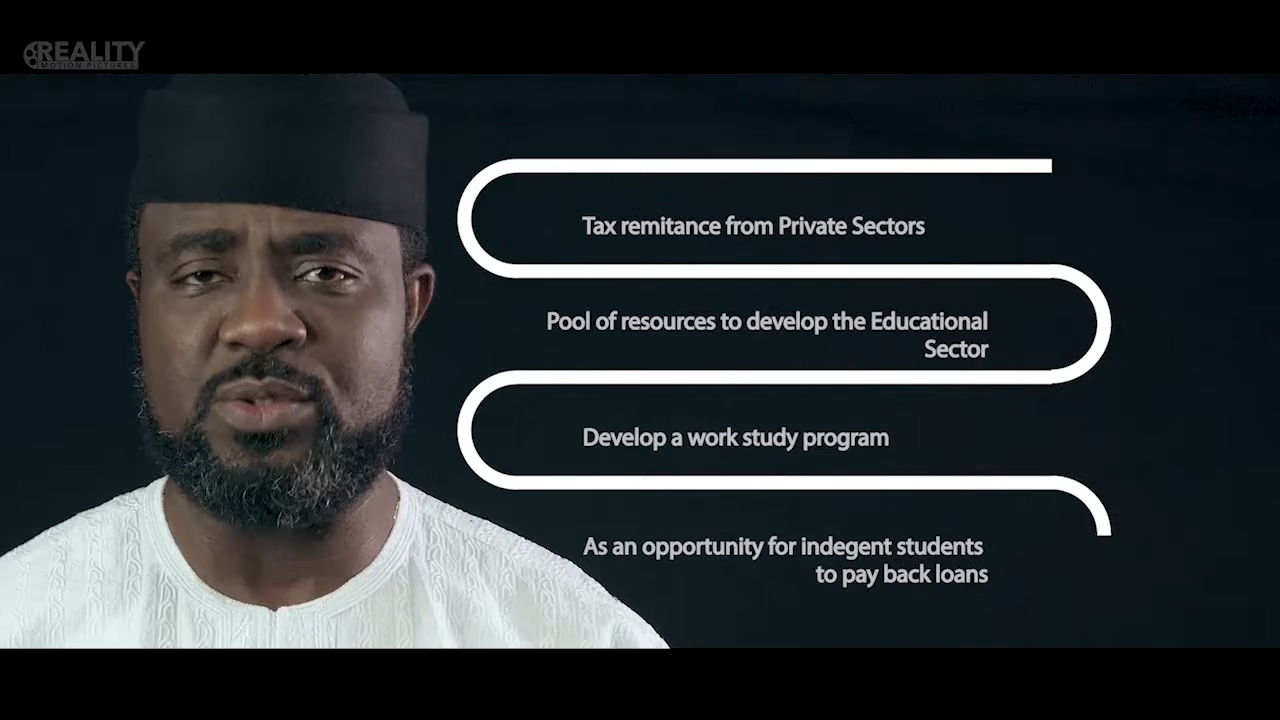 REALITY
MOTION PICTURES
Tax remitance from Private Sectors
Pool of resources to develop the Educational
Sector
Develop a work study program
As an opportunity for indegent students
to pay back loans